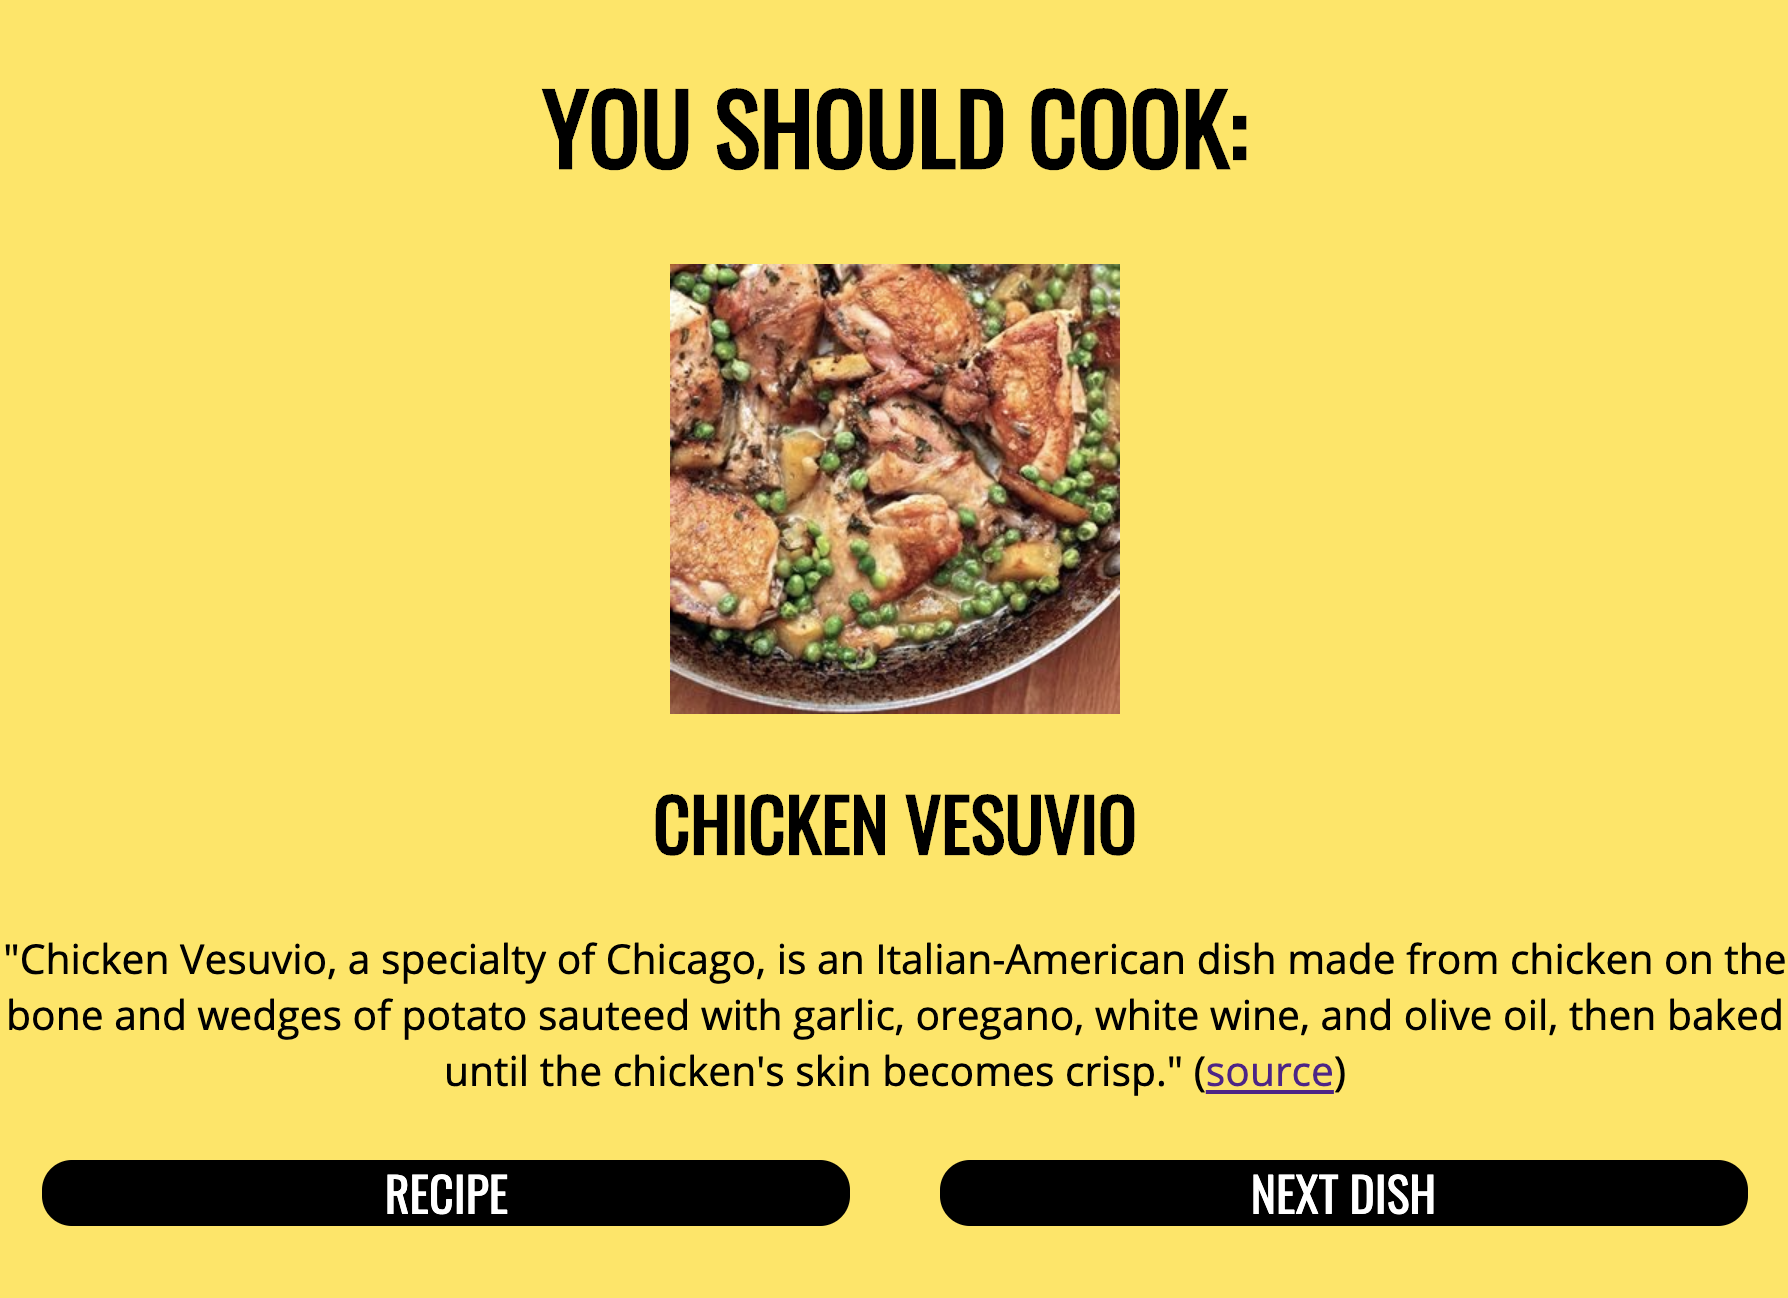 YOU SHOULD COOK:
CHICKEN VESUVIO
"Chicken Vesuvio, a specialty of Chicago, is an Italian-American dish made from chicken on the
bone and wedges of potato sauteed with garlic, oregano, white wine, and olive oil, then baked
until the chicken's skin becomes crisp." (source)
RECIPE
NEXT DISH